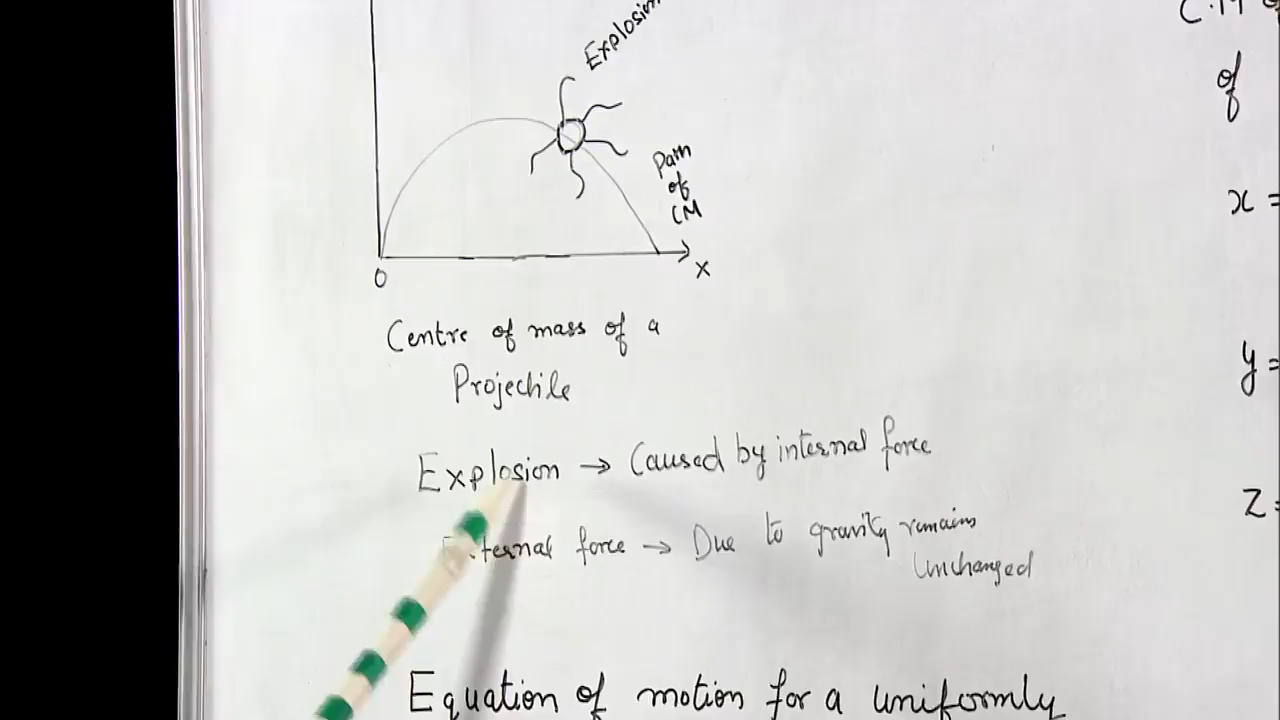 Explosion
Path
of
CM
0
X
Centre of mass of a
Projectile
Explosion → Caused by internal force
External force → Due to gravity remains
Unchanged
Equation of motion for a uniformly
of
x =
y =
Z =